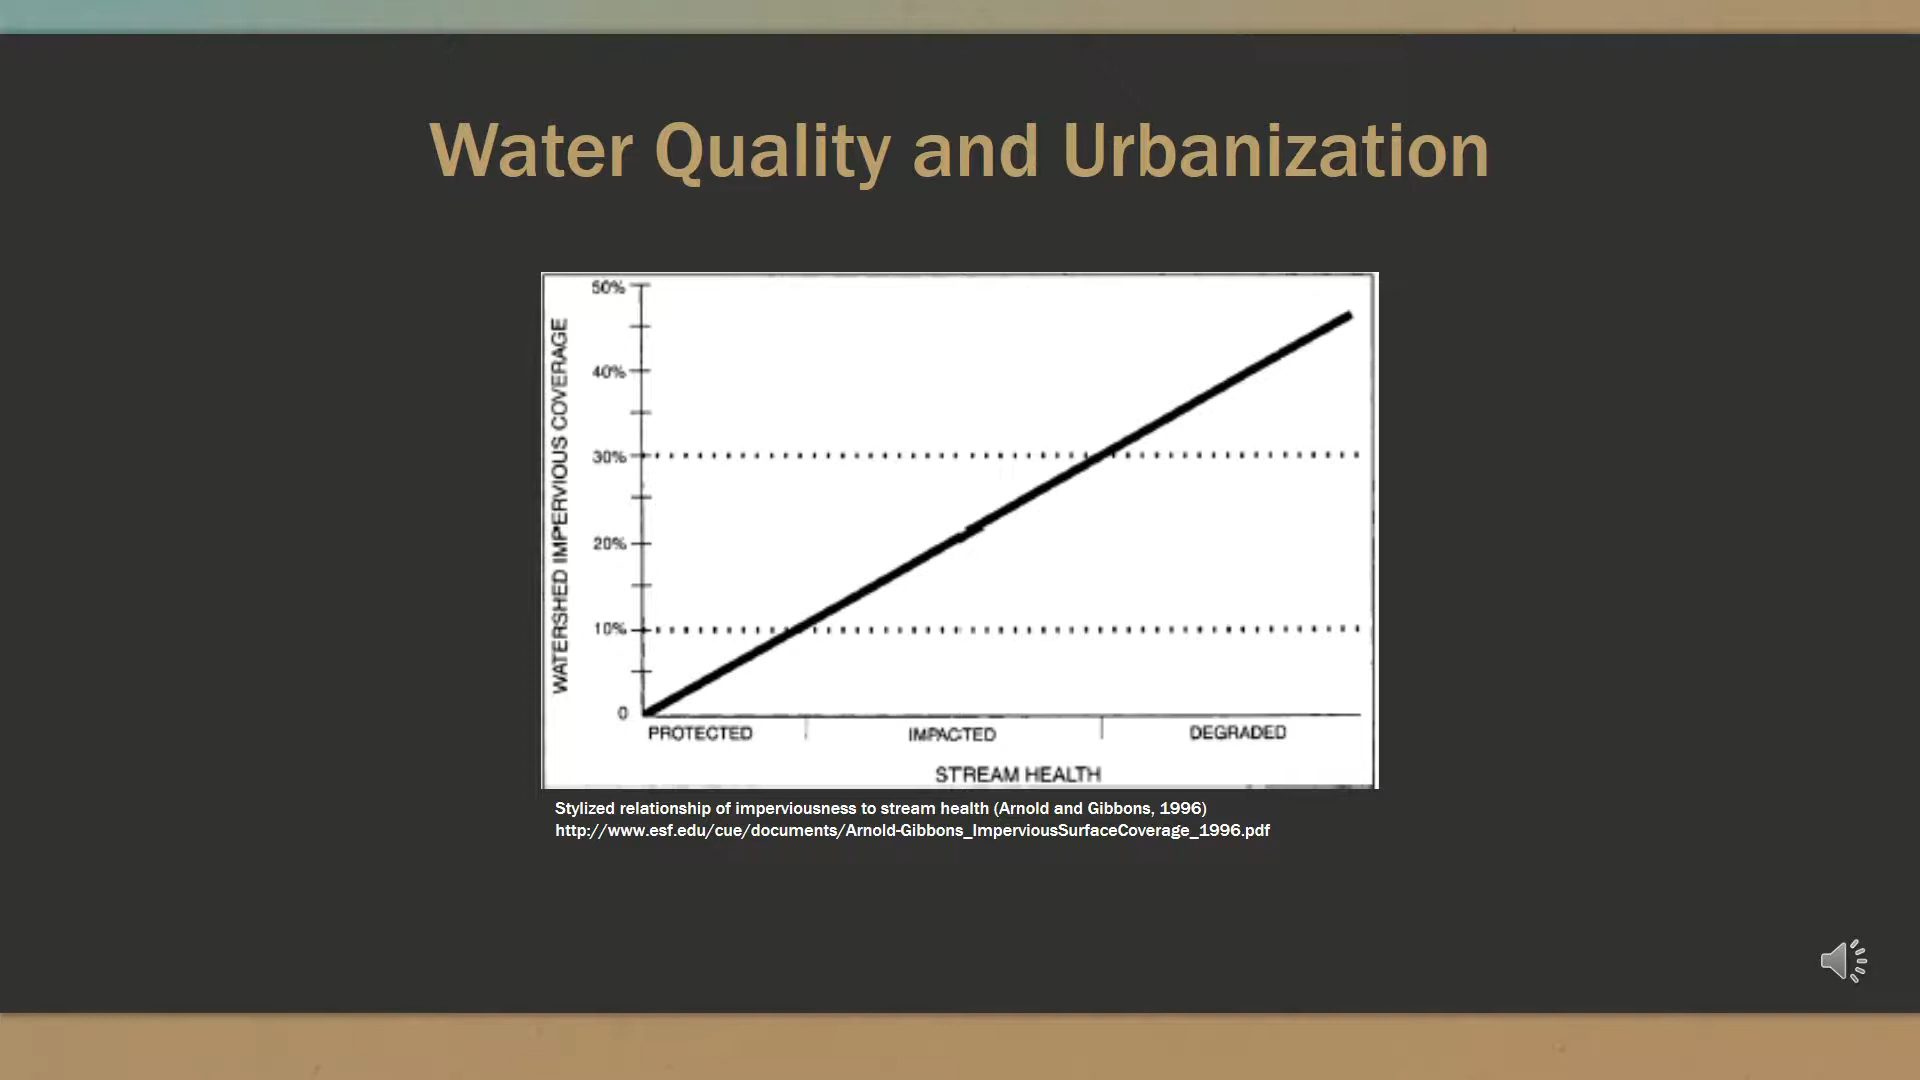 Water Quality and Urbanization
WATERSHED IMPERVIOUS COVERAGE
50%
40%
30%
20%
10%
0
PROTECTED
IMPACTED
DEGRADED
STREAM HEALTH
Stylized relationship of imperviousness to stream health (Arnold and Gibbons, 1996)
http://www.esf.edu/cue/documents/Arnold-Gibbons_ImperviousSurfaceCoverage_1996.pdf